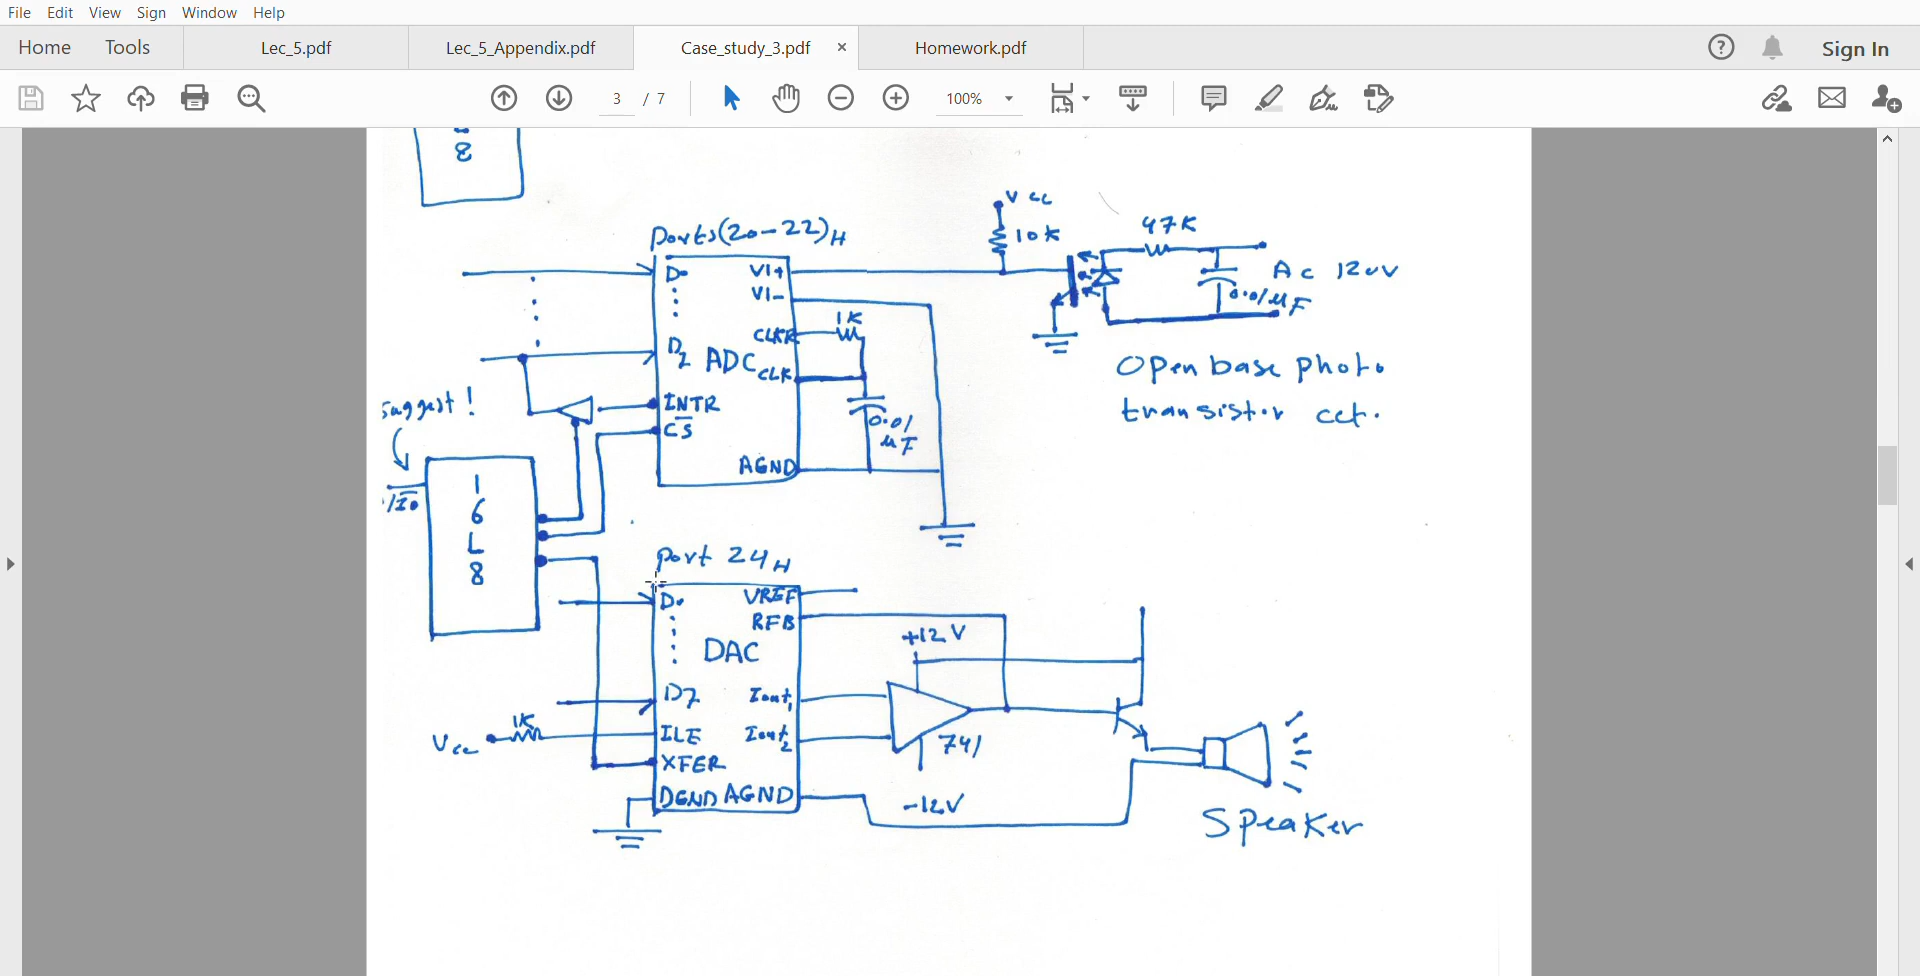 File Edit View Sign Window Help
Home Tools Lec_5.pdf Lec_5_Appendix.pdf Case_study_3.pdf × Homework.pdf Sign In
3 / 7 100%
8
Ports(20-22)H
Vcc
10K
47K
AC 120V
0.01µF
D0 VI+
VI-
CLKR
1K
D7 ADC CLK
INTR
CS
0.01
µF
AGND
Open base photo
transistor cct.
suggest!
/IO
1
6
L
8
Port 24H
D0 VREF
RFB
DAC
+12V
D7 Iout1
Vcc 1K ILE Iout2
741
XFER
DGND AGND
-12V
Speaker